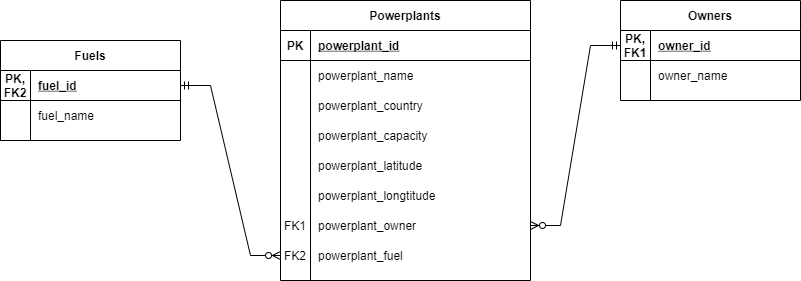 Fuels
PK,
FK2
fuel_id
fuel_name
Powerplants
PK
powerplant_id
powerplant_name
powerplant_country
powerplant_capacity
powerplant_latitude
powerplant_longtitude
FK1
powerplant_owner
FK2
powerplant_fuel
Owners
PK,
FK1
owner_id
owner_name